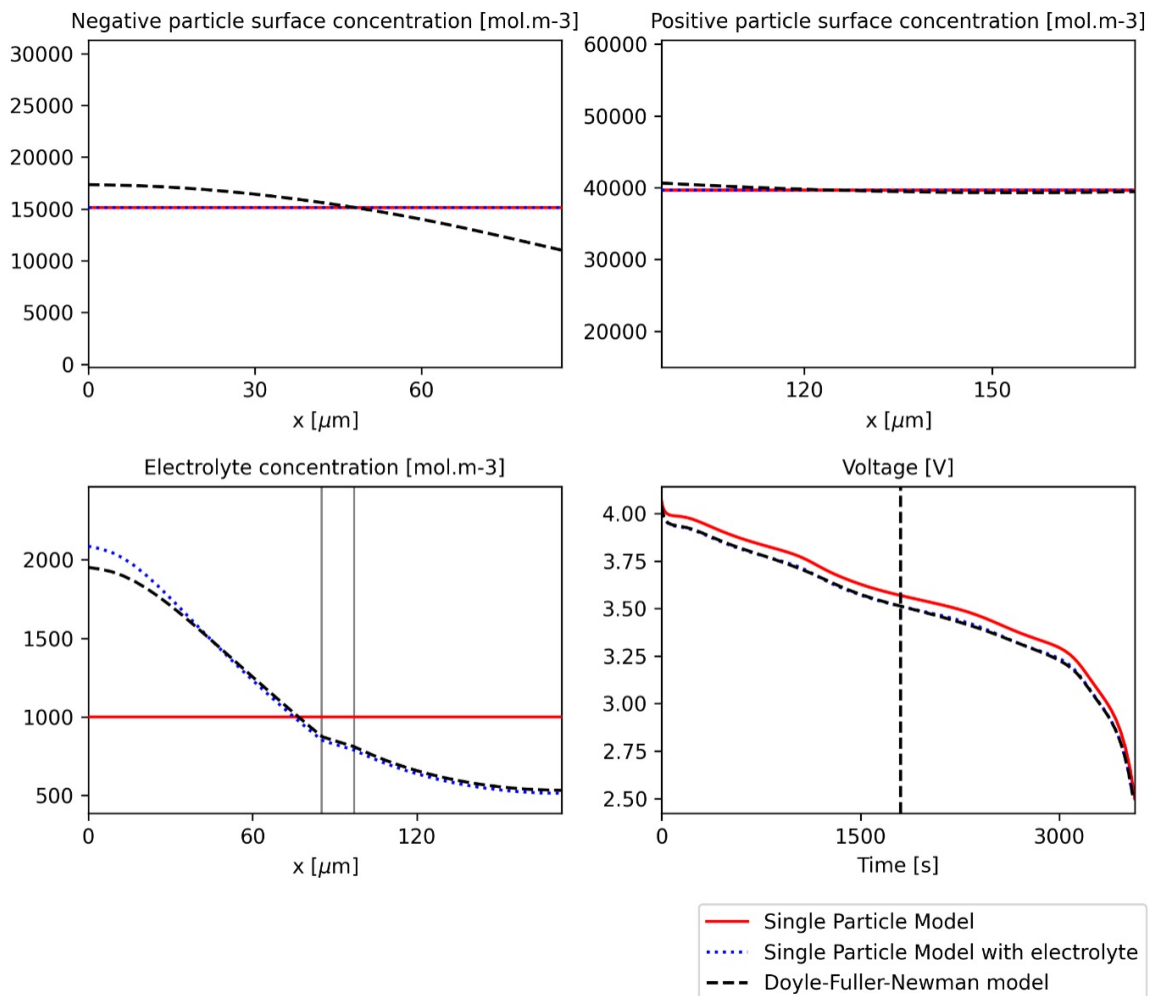 Negative particle surface concentration [mol.m-3]
30000
25000
20000
15000
10000
5000
0
0 30 60
x [μm]
Positive particle surface concentration [mol.m-3]
60000
50000
40000
30000
20000
120 150
x [μm]
Electrolyte concentration [mol.m-3]
2000
1500
1000
500
0 60 120
x [μm]
Voltage [V]
4.00
3.75
3.50
3.25
3.00
2.75
2.50
0 1500 3000
Time [s]
Single Particle Model
Single Particle Model with electrolyte
Doyle-Fuller-Newman model